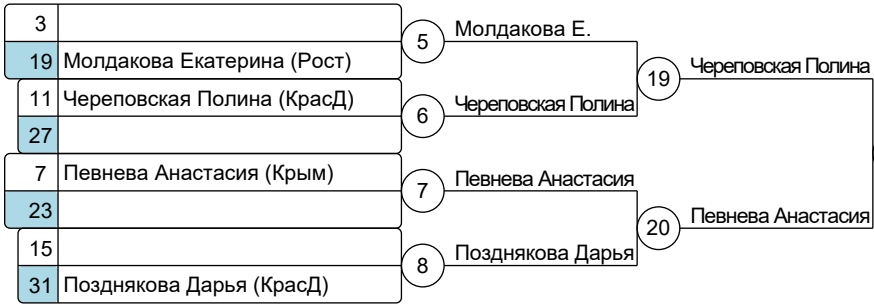 3
5
Молдакова Е.
19 Молдакова Екатерина (Рост)
19
Череповская Полина
11 Череповская Полина (КрасД)
6
Череповская Полина
27
7 Певнева Анастасия (Крым)
7
Певнева Анастасия
23
20
Певнева Анастасия
15
8
Позднякова Дарья
31 Позднякова Дарья (КрасД)